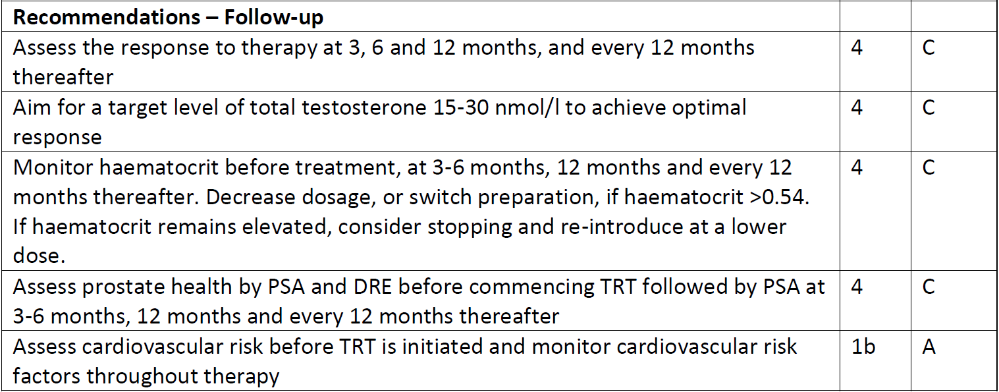 Recommendations – Follow-up
Assess the response to therapy at 3, 6 and 12 months, and every 12 months 4 C
thereafter
Aim for a target level of total testosterone 15-30 nmol/l to achieve optimal 4 C
response
Monitor haematocrit before treatment, at 3-6 months, 12 months and every 12 4 C
months thereafter. Decrease dosage, or switch preparation, if haematocrit >0.54.
If haematocrit remains elevated, consider stopping and re-introduce at a lower
dose.
Assess prostate health by PSA and DRE before commencing TRT followed by PSA at 4 C
3-6 months, 12 months and every 12 months thereafter
Assess cardiovascular risk before TRT is initiated and monitor cardiovascular risk 1b A
factors throughout therapy